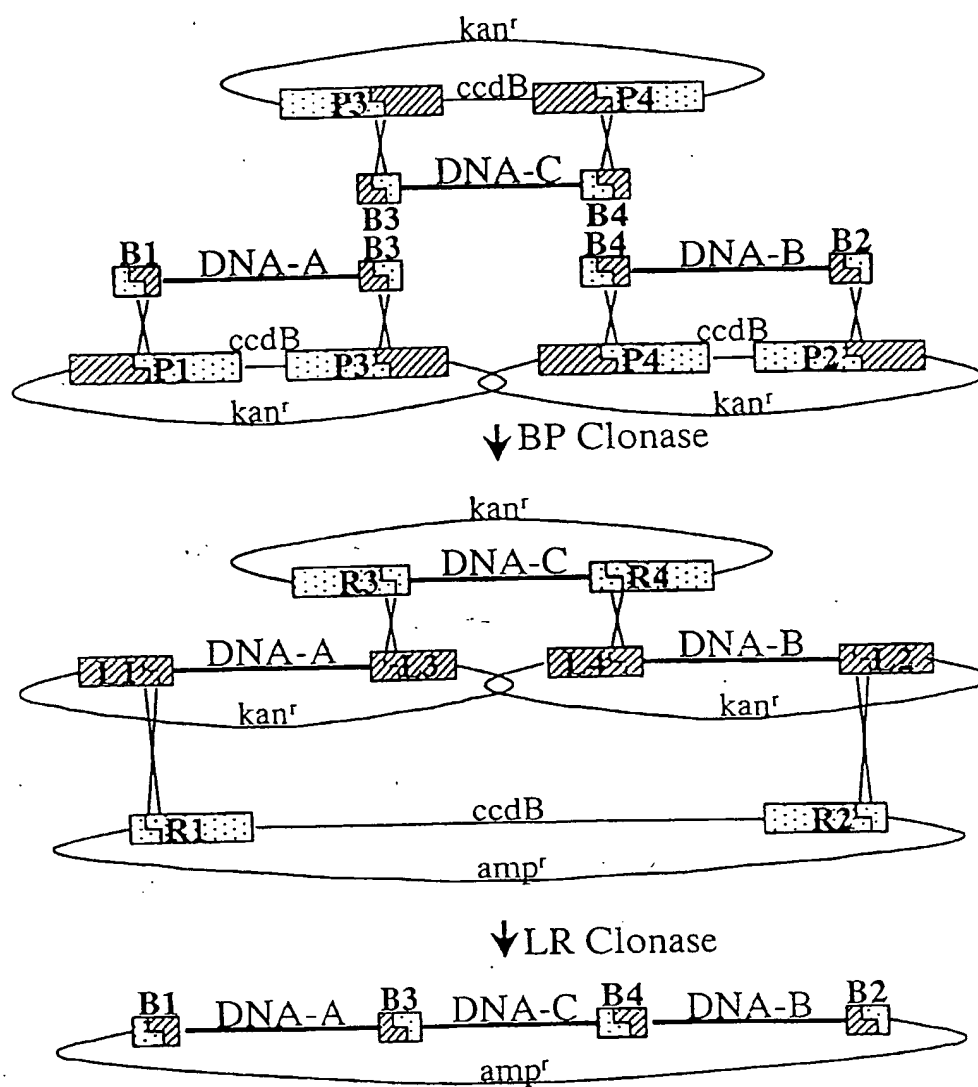 kanʳ
ccdB
P3 P4
DNA-C
B3 B4
B1 B3 B4 B2
DNA-A DNA-B
ccdB ccdB
P1 P3 P4 P2
kanʳ kanʳ
BP Clonase
kanʳ
DNA-C
R3 R4
DNA-A DNA-B
L1 L3 L4 L2
kanʳ kanʳ
ccdB
R1 R2
ampʳ
LR Clonase
B1 B3 B4 B2
DNA-A DNA-C DNA-B
ampʳ